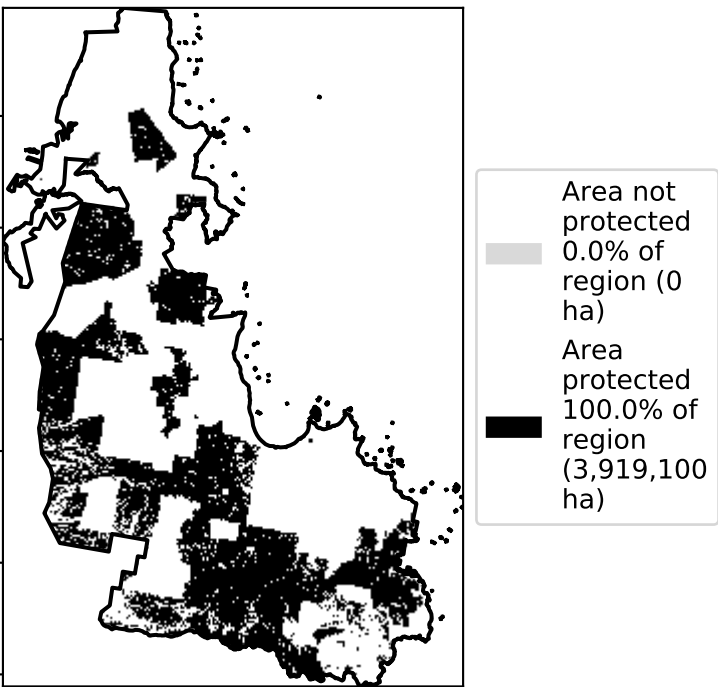 Area not
protected
0.0% of
region (0
ha)
Area
protected
100.0% of
region
(3,919,100
ha)